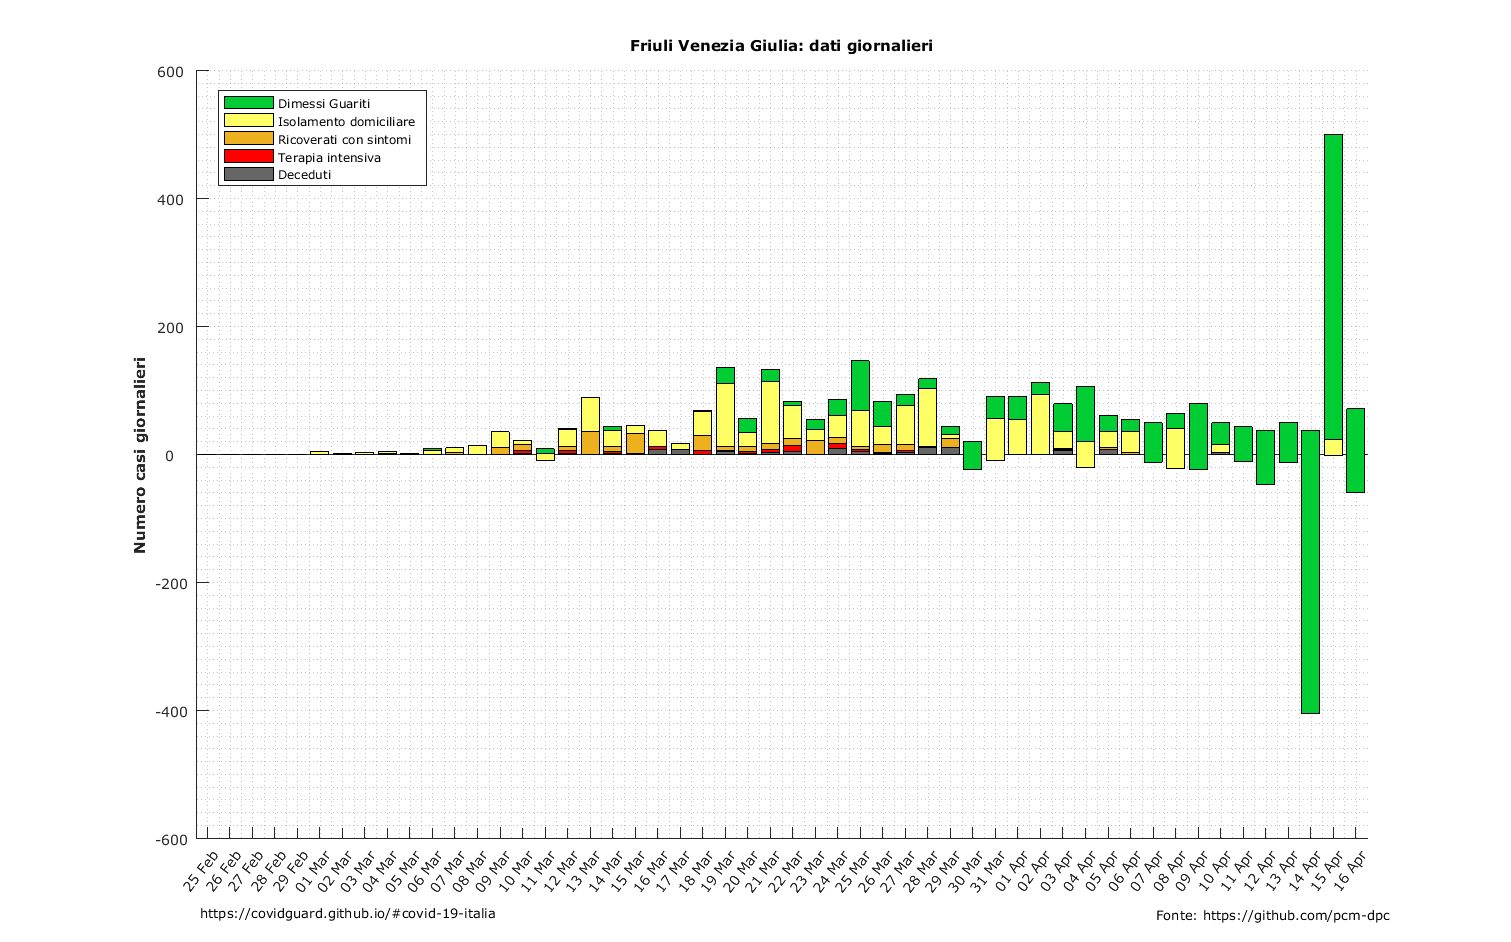 Friuli Venezia Giulia: dati giornalieri
Numero casi giornalieri
600
400
200
0
-200
-400
-600
Dimessi Guariti
Isolamento domiciliare
Ricoverati con sintomi
Terapia intensiva
Deceduti
25 Feb
26 Feb
27 Feb
28 Feb
29 Feb
01 Mar
02 Mar
03 Mar
04 Mar
05 Mar
06 Mar
07 Mar
08 Mar
09 Mar
10 Mar
11 Mar
12 Mar
13 Mar
14 Mar
15 Mar
16 Mar
17 Mar
18 Mar
19 Mar
20 Mar
21 Mar
22 Mar
23 Mar
24 Mar
25 Mar
26 Mar
27 Mar
28 Mar
29 Mar
30 Mar
31 Mar
01 Apr
02 Apr
03 Apr
04 Apr
05 Apr
06 Apr
07 Apr
08 Apr
09 Apr
10 Apr
11 Apr
12 Apr
13 Apr
14 Apr
15 Apr
16 Apr
https://covidguard.github.io/#covid-19-italia
Fonte: https://github.com/pcm-dpc